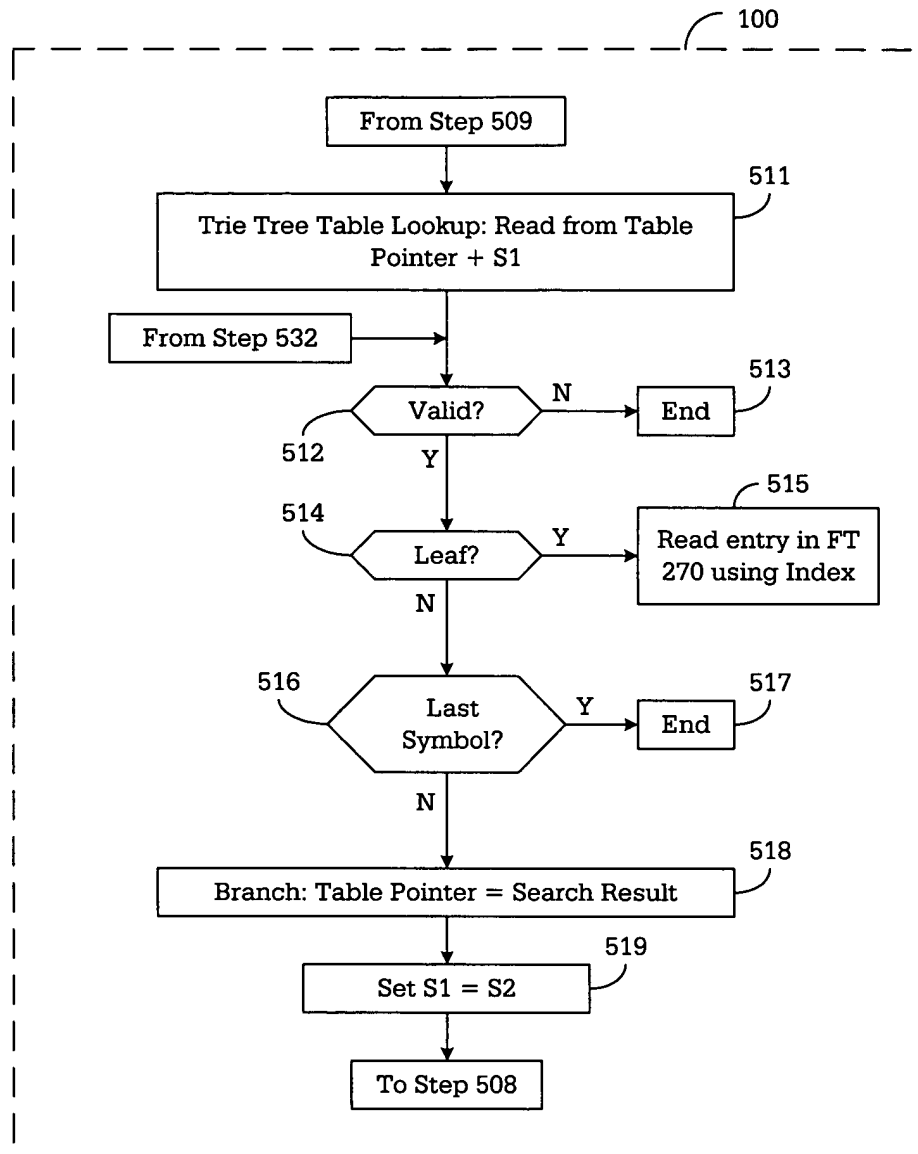 100
From Step 509
511
Trie Tree Table Lookup: Read from Table
Pointer + S1
From Step 532
Valid?
N
End
513
512
Y
514
Leaf?
Y
515
Read entry in FT
270 using Index
N
516
Last
Symbol?
Y
End
517
N
518
Branch: Table Pointer = Search Result
519
Set S1 = S2
To Step 508